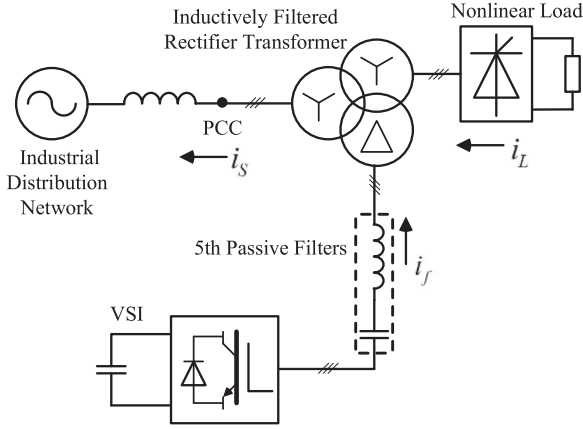 Inductively Filtered
Rectifier Transformer
Nonlinear Load
PCC
Industrial
Distribution
Network
i_S
i_L
5th Passive Filters
i_f
VSI